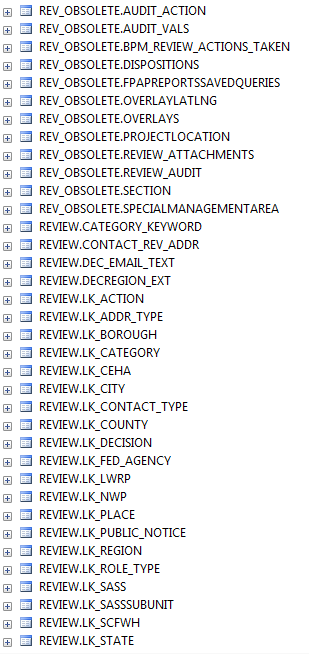 REV_OBSOLETE.AUDIT_ACTION
REV_OBSOLETE.AUDIT_VALS
REV_OBSOLETE.BPM_REVIEW_ACTIONS_TAKEN
REV_OBSOLETE.DISPOSITIONS
REV_OBSOLETE.FPAPREPORTSSAVEDQUERIES
REV_OBSOLETE.OVERLAYLATLNG
REV_OBSOLETE.OVERLAYS
REV_OBSOLETE.PROJECTLOCATION
REV_OBSOLETE.REVIEW_ATTACHMENTS
REV_OBSOLETE.REVIEW_AUDIT
REV_OBSOLETE.SECTION
REV_OBSOLETE.SPECIALMANAGEMENTAREA
REVIEW.CATEGORY_KEYWORD
REVIEW.CONTACT_REV_ADDR
REVIEW.DEC_EMAIL_TEXT
REVIEW.DECREGION_EXT
REVIEW.LK_ACTION
REVIEW.LK_ADDR_TYPE
REVIEW.LK_BOROUGH
REVIEW.LK_CATEGORY
REVIEW.LK_CEHA
REVIEW.LK_CITY
REVIEW.LK_CONTACT_TYPE
REVIEW.LK_COUNTY
REVIEW.LK_DECISION
REVIEW.LK_FED_AGENCY
REVIEW.LK_LWRP
REVIEW.LK_NWP
REVIEW.LK_PLACE
REVIEW.LK_PUBLIC_NOTICE
REVIEW.LK_REGION
REVIEW.LK_ROLE_TYPE
REVIEW.LK_SASS
REVIEW.LK_SASSSUBUNIT
REVIEW.LK_SCFWH
REVIEW.LK_STATE